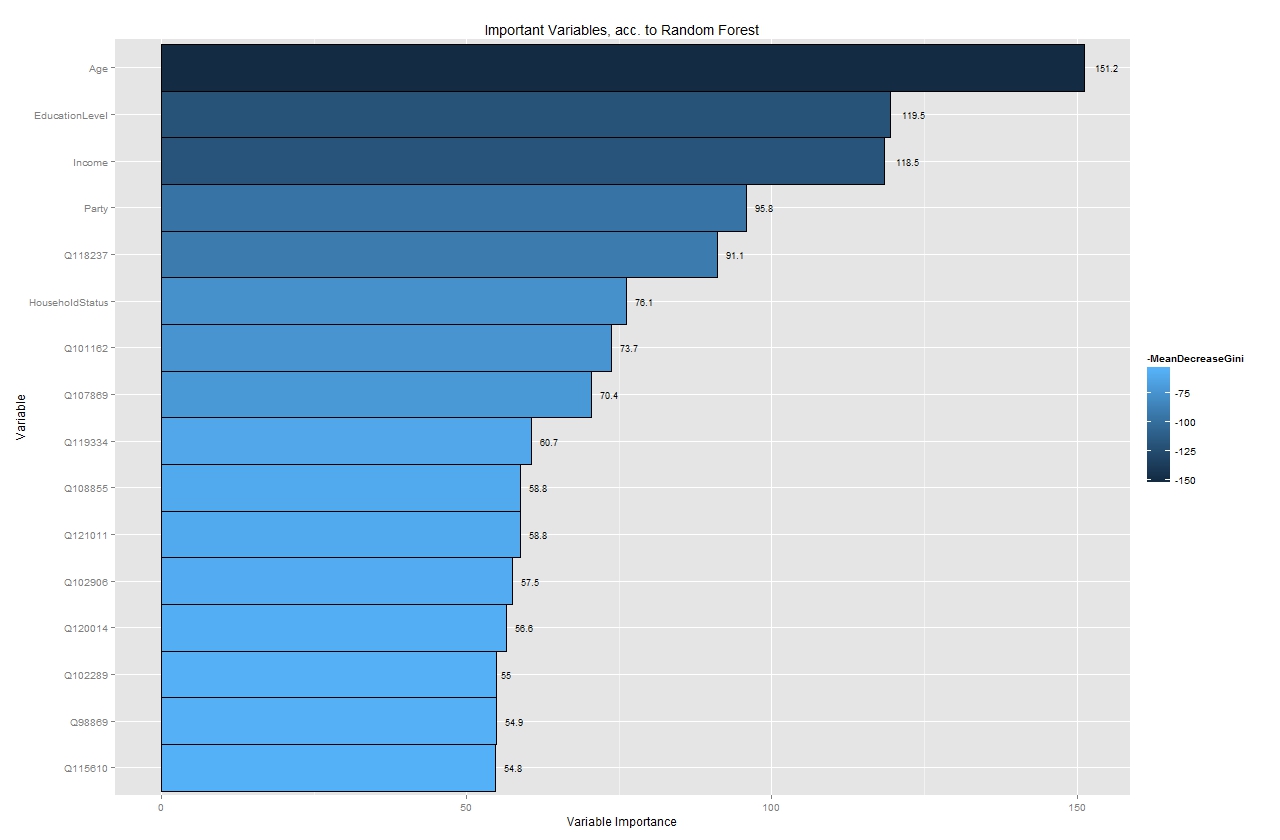 Important Variables, acc. to Random Forest
Age 151.2
EducationLevel 119.5
Income 118.5
Party 95.8
Q118237 91.1
HouseholdStatus 76.1
Q101162 73.7
Q107869 70.4
Q119334 60.7
Q108855 58.8
Q121011 58.8
Q102906 57.5
Q120014 56.6
Q102289 55
Q98869 54.9
Q115610 54.8
0 50 100 150
Variable Importance
Variable
-MeanDecreaseGini
-75
-100
-125
-150